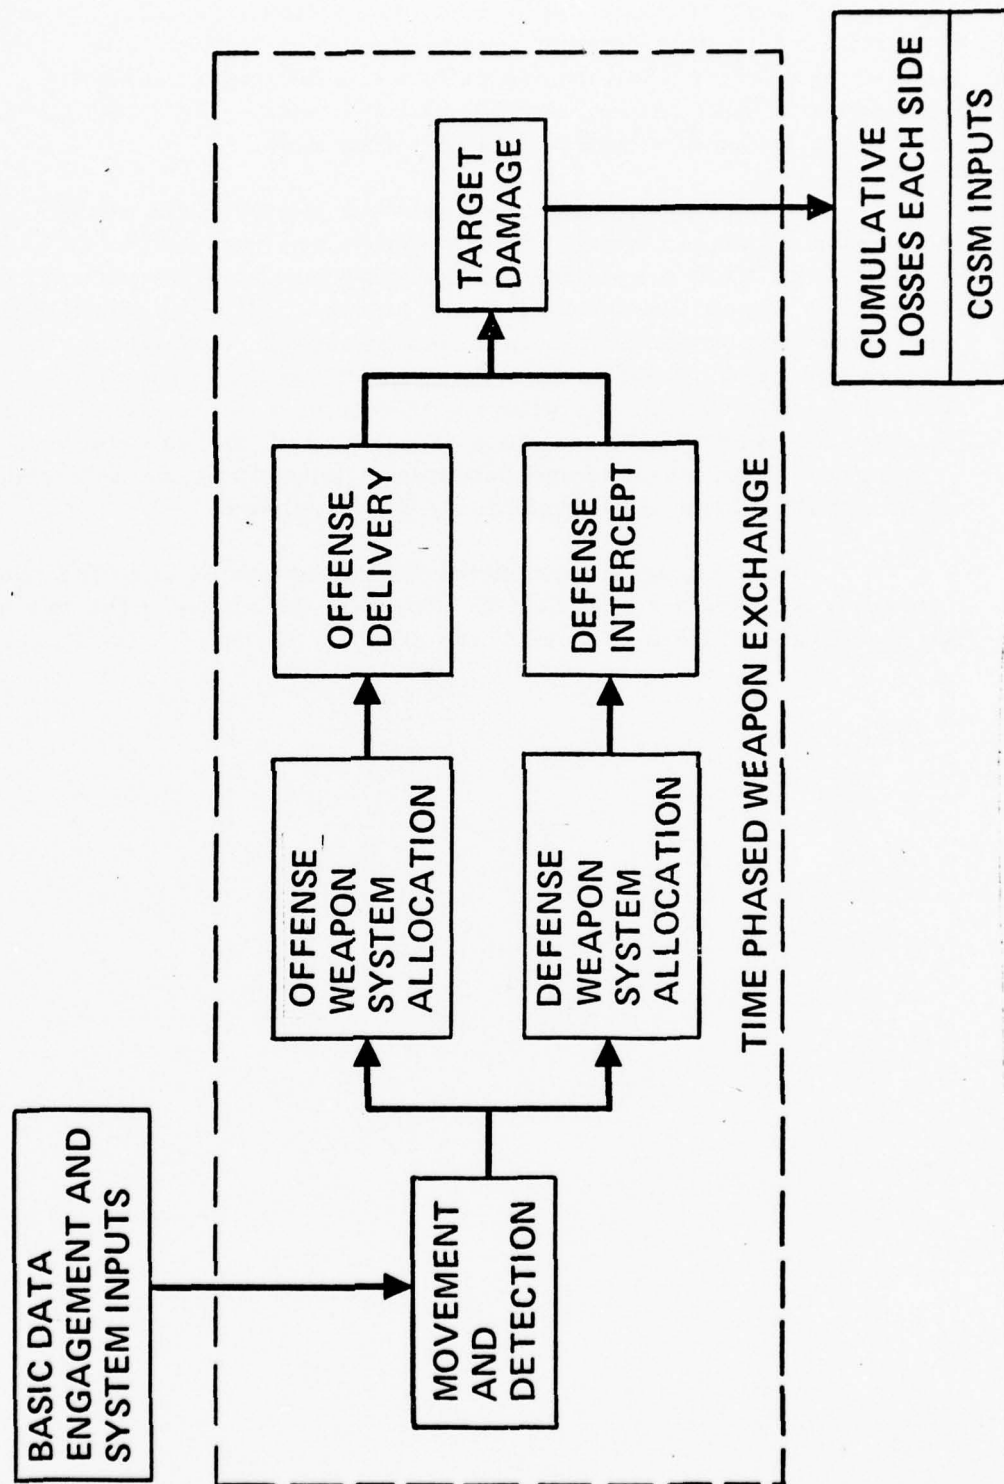 BASIC DATA
ENGAGEMENT AND
SYSTEM INPUTS
MOVEMENT
AND
DETECTION
OFFENSE
WEAPON
SYSTEM
ALLOCATION
DEFENSE
WEAPON
SYSTEM
ALLOCATION
OFFENSE
DELIVERY
DEFENSE
INTERCEPT
TARGET
DAMAGE
TIME PHASED WEAPON EXCHANGE
CUMULATIVE
LOSSES EACH SIDE
CGSM INPUTS